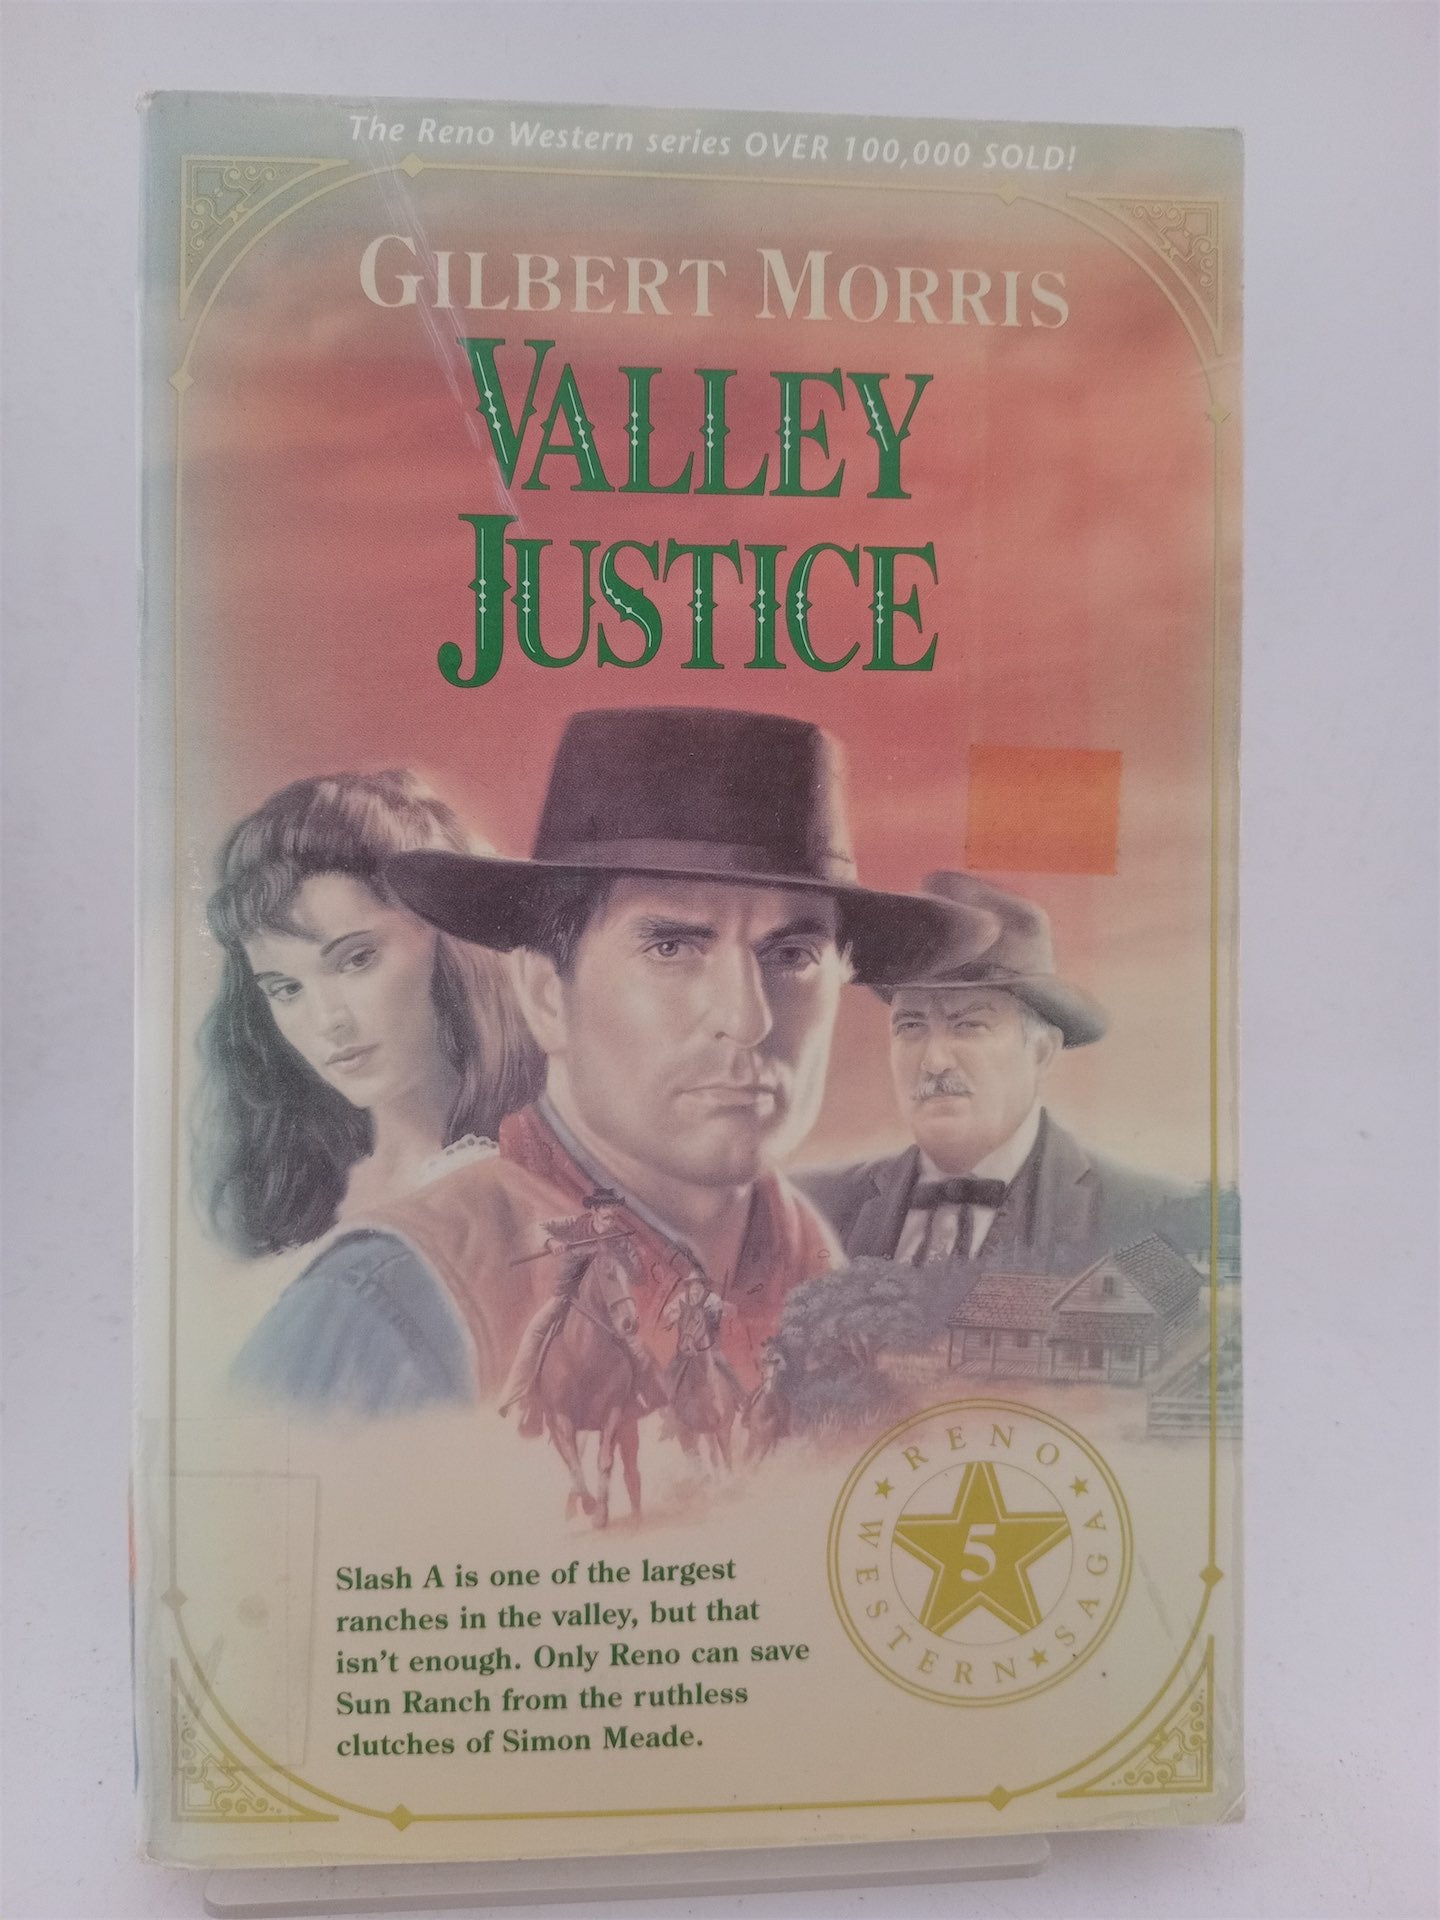 The Reno Western series OVER 100,000 SOLD!
GILBERT MORRIS
VALLEY
JUSTICE
RENO
WESTERN SAGA
5
Slash A is one of the largest
ranches in the valley, but that
isn't enough. Only Reno can save
Sun Ranch from the ruthless
clutches of Simon Meade.